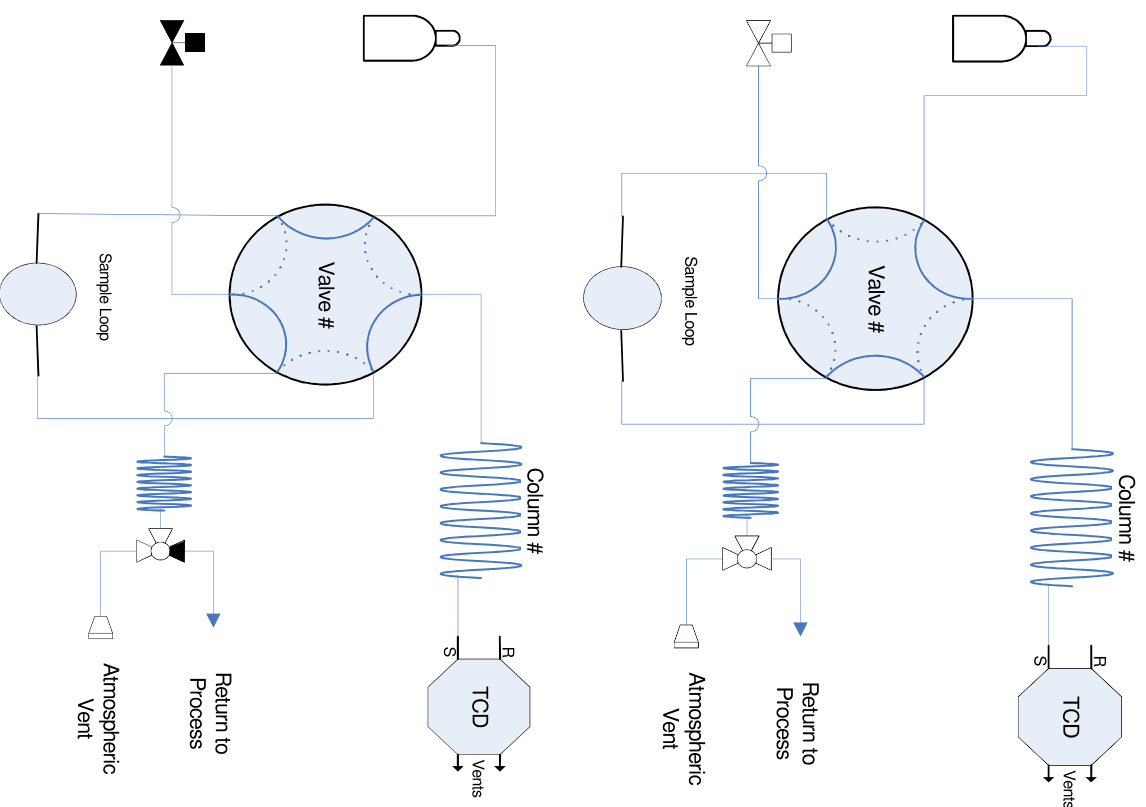 Valve #
Sample Loop
Column #
S
R
TCD
Vents
Return to
Process
Atmospheric
Vent
Valve #
Sample Loop
Column #
S
R
TCD
Vents
Return to
Process
Atmospheric
Vent